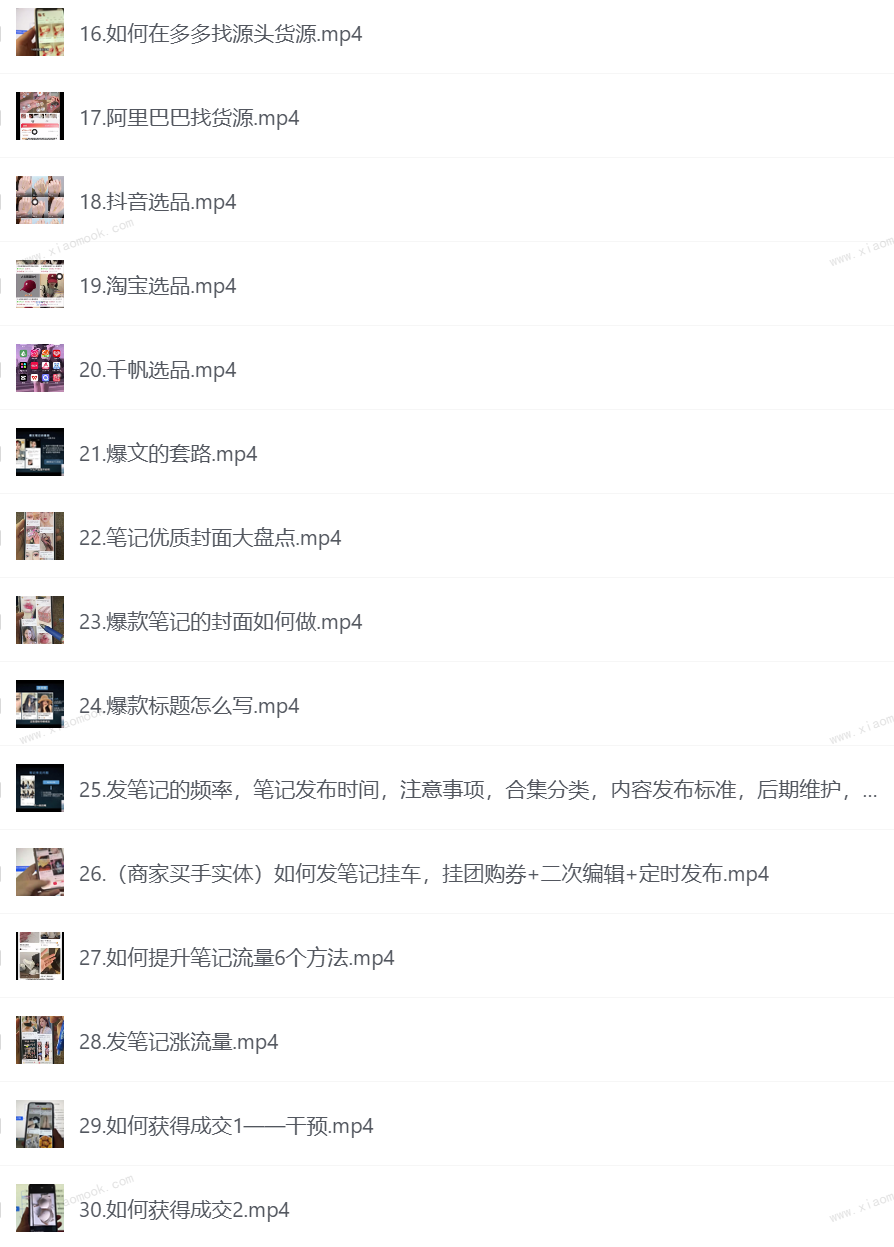 16.如何在多多找源头货源.mp4
17.阿里巴巴找货源.mp4
18.抖音选品.mp4
www.xiaomook.com
www.xiaom
19.淘宝选品.mp4
20.千帆选品.mp4
21.爆文的套路.mp4
22.笔记优质封面大盘点.mp4
23.爆款笔记的封面如何做.mp4
24.爆款标题怎么写.mp4
www.xiaom
25.发笔记的频率，笔记发布时间，注意事项，合集分类，内容发布标准，后期维护，...
26.（商家买手实体）如何发笔记挂车，挂团购券+二次编辑+定时发布.mp4
27.如何提升笔记流量6个方法.mp4
28.发笔记涨流量.mp4
29.如何获得成交1——干预.mp4
30.如何获得成交2.mp4
www.xiaom